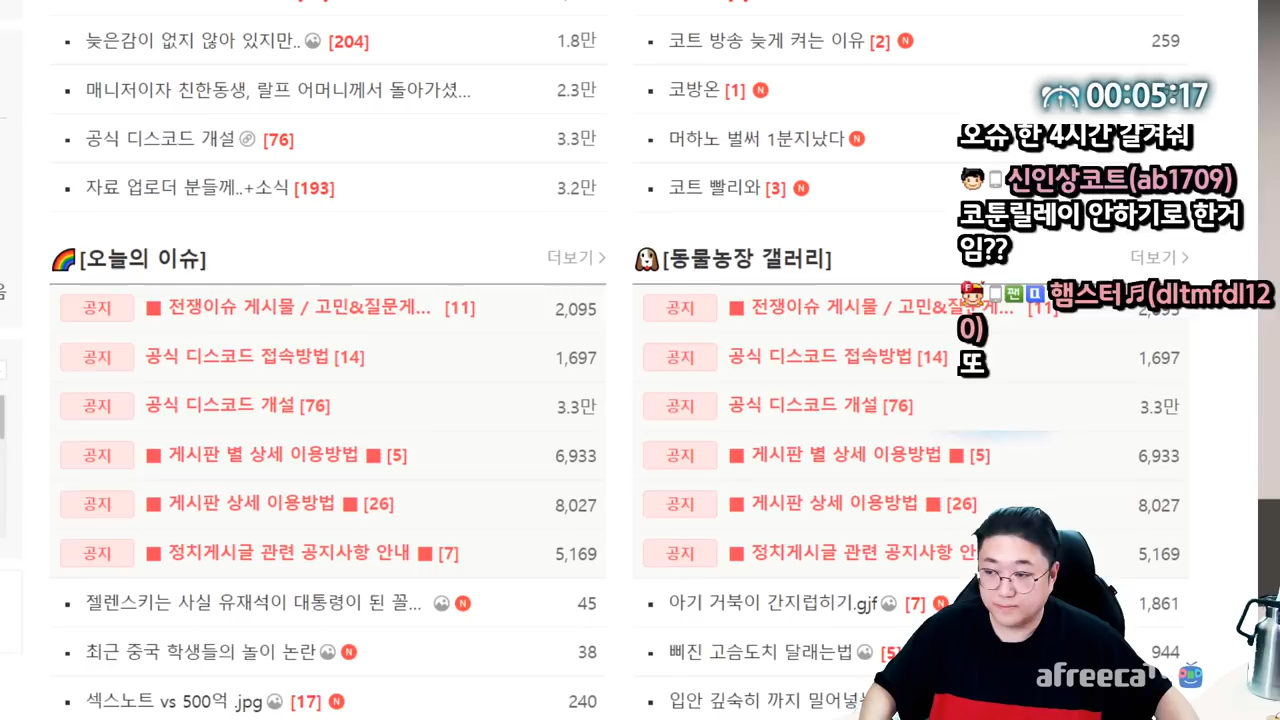 늦은감이 없지 않아 있지만.. [204] 1.8만
매니저이자 친한동생, 랄프 어머니께서 돌아가셨... 2.3만
공식 디스코드 개설 [76] 3.3만
자료 업로더 분들께..+소식 [193] 3.2만
코트 방송 늦게 켜는 이유 [2] N 259
코방온 [1] N
머하노 벌써 1분지났다 N
코트 빨리와 [3] N
00:05:17
오슈 한 4시간 갈겨줘
신인상코트(ab1709)
코툰릴레이 안하기로 한거
임??
F 팬 햄스터♬(dltmfdl12
0)
또
[오늘의 이슈] 더보기 >
공지 ■ 전쟁이슈 게시물 / 고민&질문게... [11] 2,095
공지 공식 디스코드 접속방법 [14] 1,697
공지 공식 디스코드 개설 [76] 3.3만
공지 ■ 게시판 별 상세 이용방법 ■ [5] 6,933
공지 ■ 게시판 상세 이용방법 ■ [26] 8,027
공지 ■ 정치게시글 관련 공지사항 안내 ■ [7] 5,169
젤렌스키는 사실 유재석이 대통령이 된 꼴... N 45
최근 중국 학생들의 놀이 논란 N 38
섹스노트 vs 500억 .jpg [17] N 240
[동물농장 갤러리] 더보기 >
공지 ■ 전쟁이슈 게시물 / 고민&질문게... [11] 2,095
공지 공식 디스코드 접속방법 [14] 1,697
공지 공식 디스코드 개설 [76] 3.3만
공지 ■ 게시판 별 상세 이용방법 ■ [5] 6,933
공지 ■ 게시판 상세 이용방법 ■ [26] 8,027
공지 ■ 정치게시글 관련 공지사항 안 5,169
아기 거북이 간지럽히기.gjf [7] N 1,861
삐진 고슴도치 달래는법 [5] 944
입안 깊숙히 까지 밀어넣
afreeca